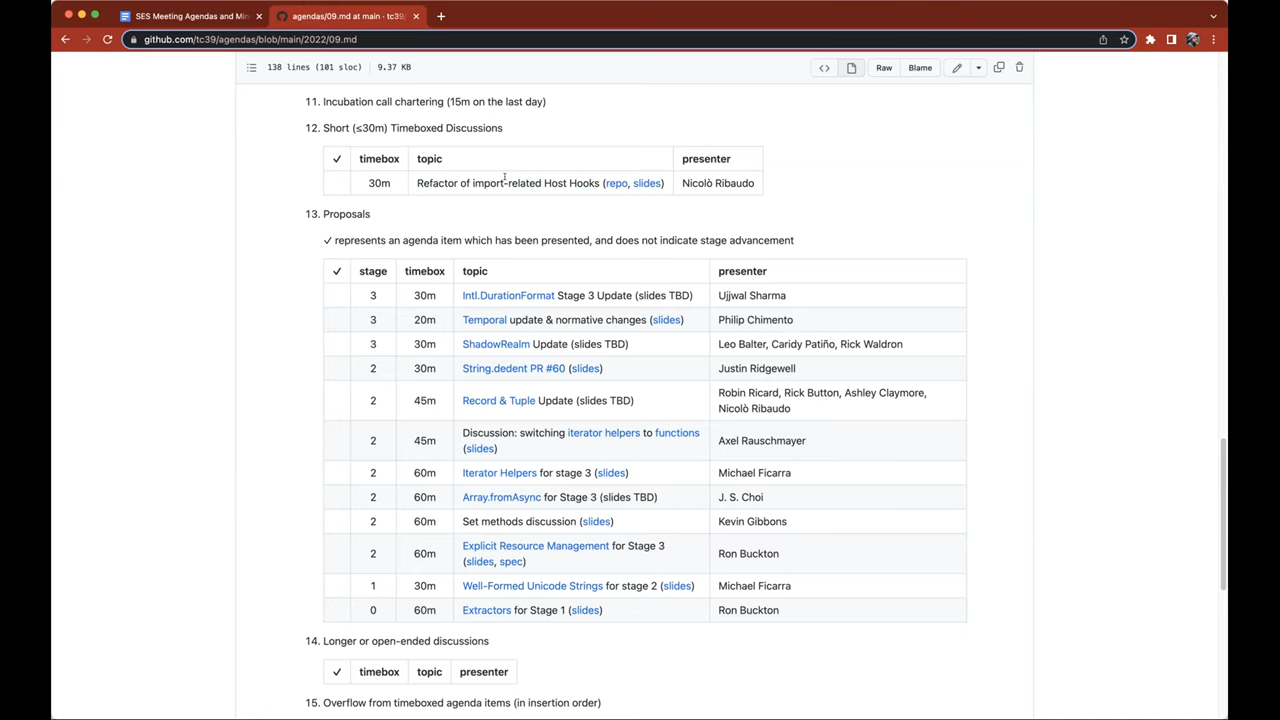 SES Meeting Agendas and Min
agendas/09.md at main · tc39/
github.com/tc39/agendas/blob/main/2022/09.md
138 lines (101 sloc) 9.37 KB
Raw Blame
11. Incubation call chartering (15m on the last day)
12. Short (≤30m) Timeboxed Discussions
✓ timebox topic presenter
30m Refactor of import-related Host Hooks (repo, slides) Nicolò Ribaudo
13. Proposals
✓ represents an agenda item which has been presented, and does not indicate stage advancement
✓ stage timebox topic presenter
3 30m Intl.DurationFormat Stage 3 Update (slides TBD) Ujjwal Sharma
3 20m Temporal update & normative changes (slides) Philip Chimento
3 30m ShadowRealm Update (slides TBD) Leo Balter, Caridy Patiño, Rick Waldron
2 30m String.dedent PR #60 (slides) Justin Ridgewell
2 45m Record & Tuple Update (slides TBD) Robin Ricard, Rick Button, Ashley Claymore,
Nicolò Ribaudo
2 45m Discussion: switching iterator helpers to functions
(slides) Axel Rauschmayer
2 60m Iterator Helpers for stage 3 (slides) Michael Ficarra
2 60m Array.fromAsync for Stage 3 (slides TBD) J. S. Choi
2 60m Set methods discussion (slides) Kevin Gibbons
2 60m Explicit Resource Management for Stage 3
(slides, spec) Ron Buckton
1 30m Well-Formed Unicode Strings for stage 2 (slides) Michael Ficarra
0 60m Extractors for Stage 1 (slides) Ron Buckton
14. Longer or open-ended discussions
✓ timebox topic presenter
15. Overflow from timeboxed agenda items (in insertion order)